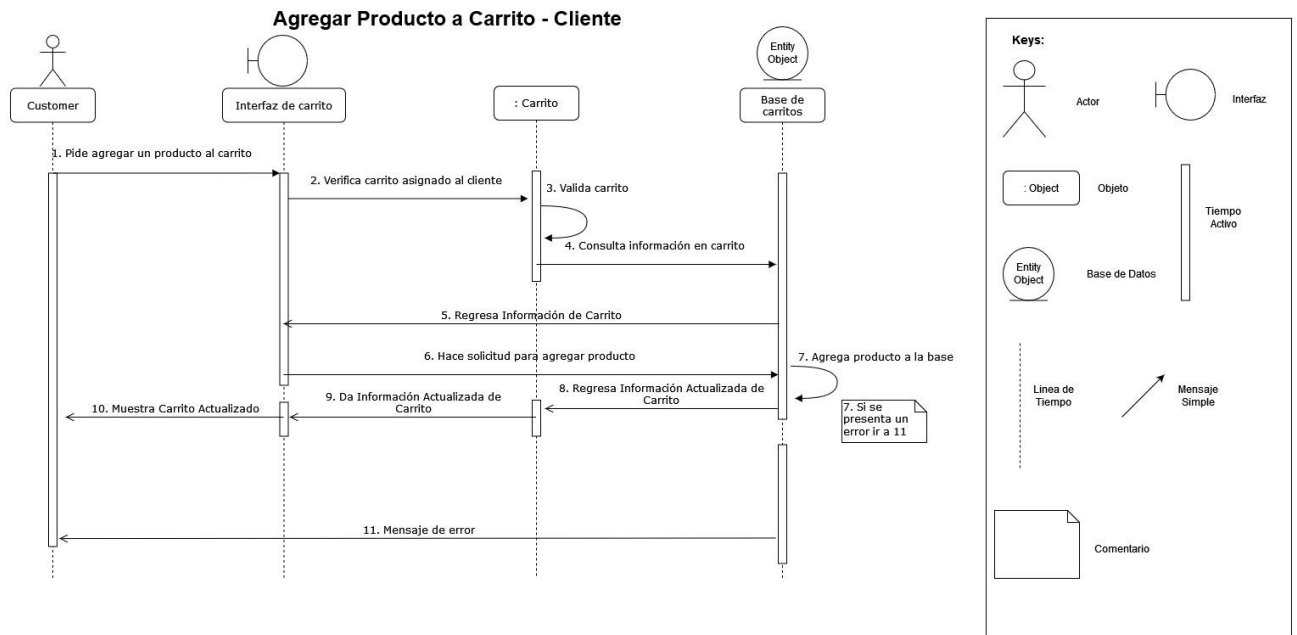 Agregar Producto a Carrito - Cliente
Customer
Interfaz de carrito
: Carrito
Entity
Object
Base de
carritos
1. Pide agregar un producto al carrito
2. Verifica carrito asignado al cliente
3. Valida carrito
4. Consulta información en carrito
5. Regresa Información de Carrito
6. Hace solicitud para agregar producto
7. Agrega producto a la base
8. Regresa Información Actualizada de
Carrito
9. Da Información Actualizada de
Carrito
10. Muestra Carrito Actualizado
7. Si se
presenta un
error ir a 11
11. Mensaje de error
Keys:
Actor
Interfaz
: Object
Objeto
Tiempo
Activo
Entity
Object
Base de Datos
Linea de
Tiempo
Mensaje
Simple
Comentario